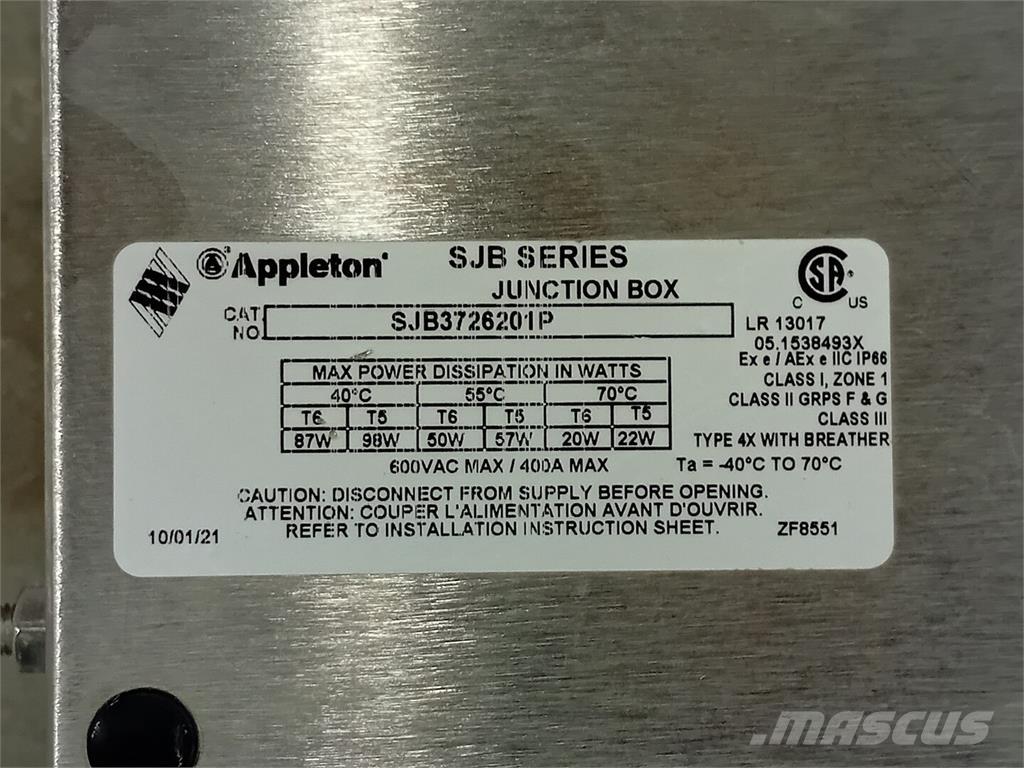 Appleton
SJB SERIES
JUNCTION BOX
CAT.
NO.
SJB3726201P
MAX POWER DISSIPATION IN WATTS
40°C 55°C 70°C
T6 T5 T6 T5 T6 T5
87W 98W 50W 57W 20W 22W
600VAC MAX / 400A MAX
C SA ® US
LR 13017
05.1538493X
Ex e / AEx e IIC IP66
CLASS I, ZONE 1
CLASS II GRPS F & G
CLASS III
TYPE 4X WITH BREATHER
Ta = -40°C TO 70°C
CAUTION: DISCONNECT FROM SUPPLY BEFORE OPENING.
ATTENTION: COUPER L'ALIMENTATION AVANT D'OUVRIR.
REFER TO INSTALLATION INSTRUCTION SHEET.
10/01/21
ZF8551
MASCUS